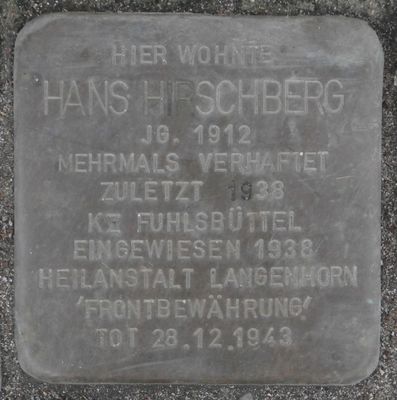 HIER WOHNTE
HANS HIRSCHBERG
JG. 1912
MEHRMALS VERHAFTET
ZULETZT 1938
KZ FUHLSBÜTTEL
EINGEWIESEN 1938
HEILANSTALT LANGENHORN
'FRONTBEWÄHRUNG'
TOT 28.12.1943